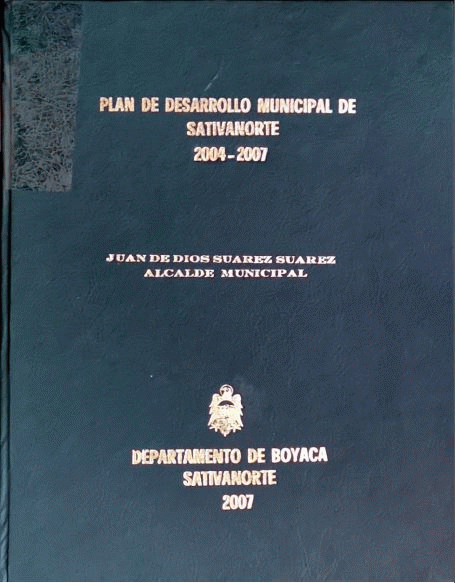 PLAN DE DESARROLLO MUNICIPAL DE
SATIVANORTE
2004-2007
JUAN DE DIOS SUAREZ SUAREZ
ALCALDE MUNICIPAL
DEPARTAMENTO DE BOYACA
SATIVANORTE
2007